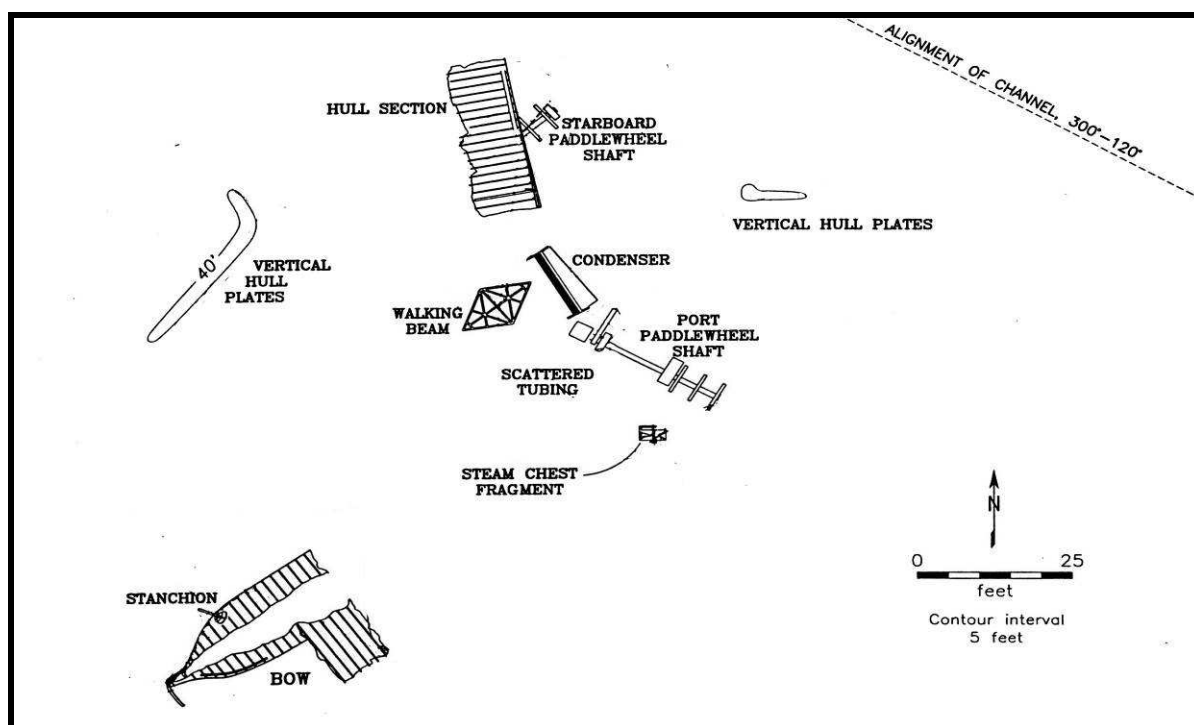 ALIGNMENT OF CHANNEL, 300°-120°
HULL SECTION
STARBOARD
PADDLEWHEEL
SHAFT
VERTICAL HULL PLATES
40'
VERTICAL
HULL
PLATES
CONDENSER
WALKING
BEAM
PORT
PADDLEWHEEL
SHAFT
SCATTERED
TUBING
STEAM CHEST
FRAGMENT
N
0 25
feet
Contour interval
5 feet
STANCHION
BOW